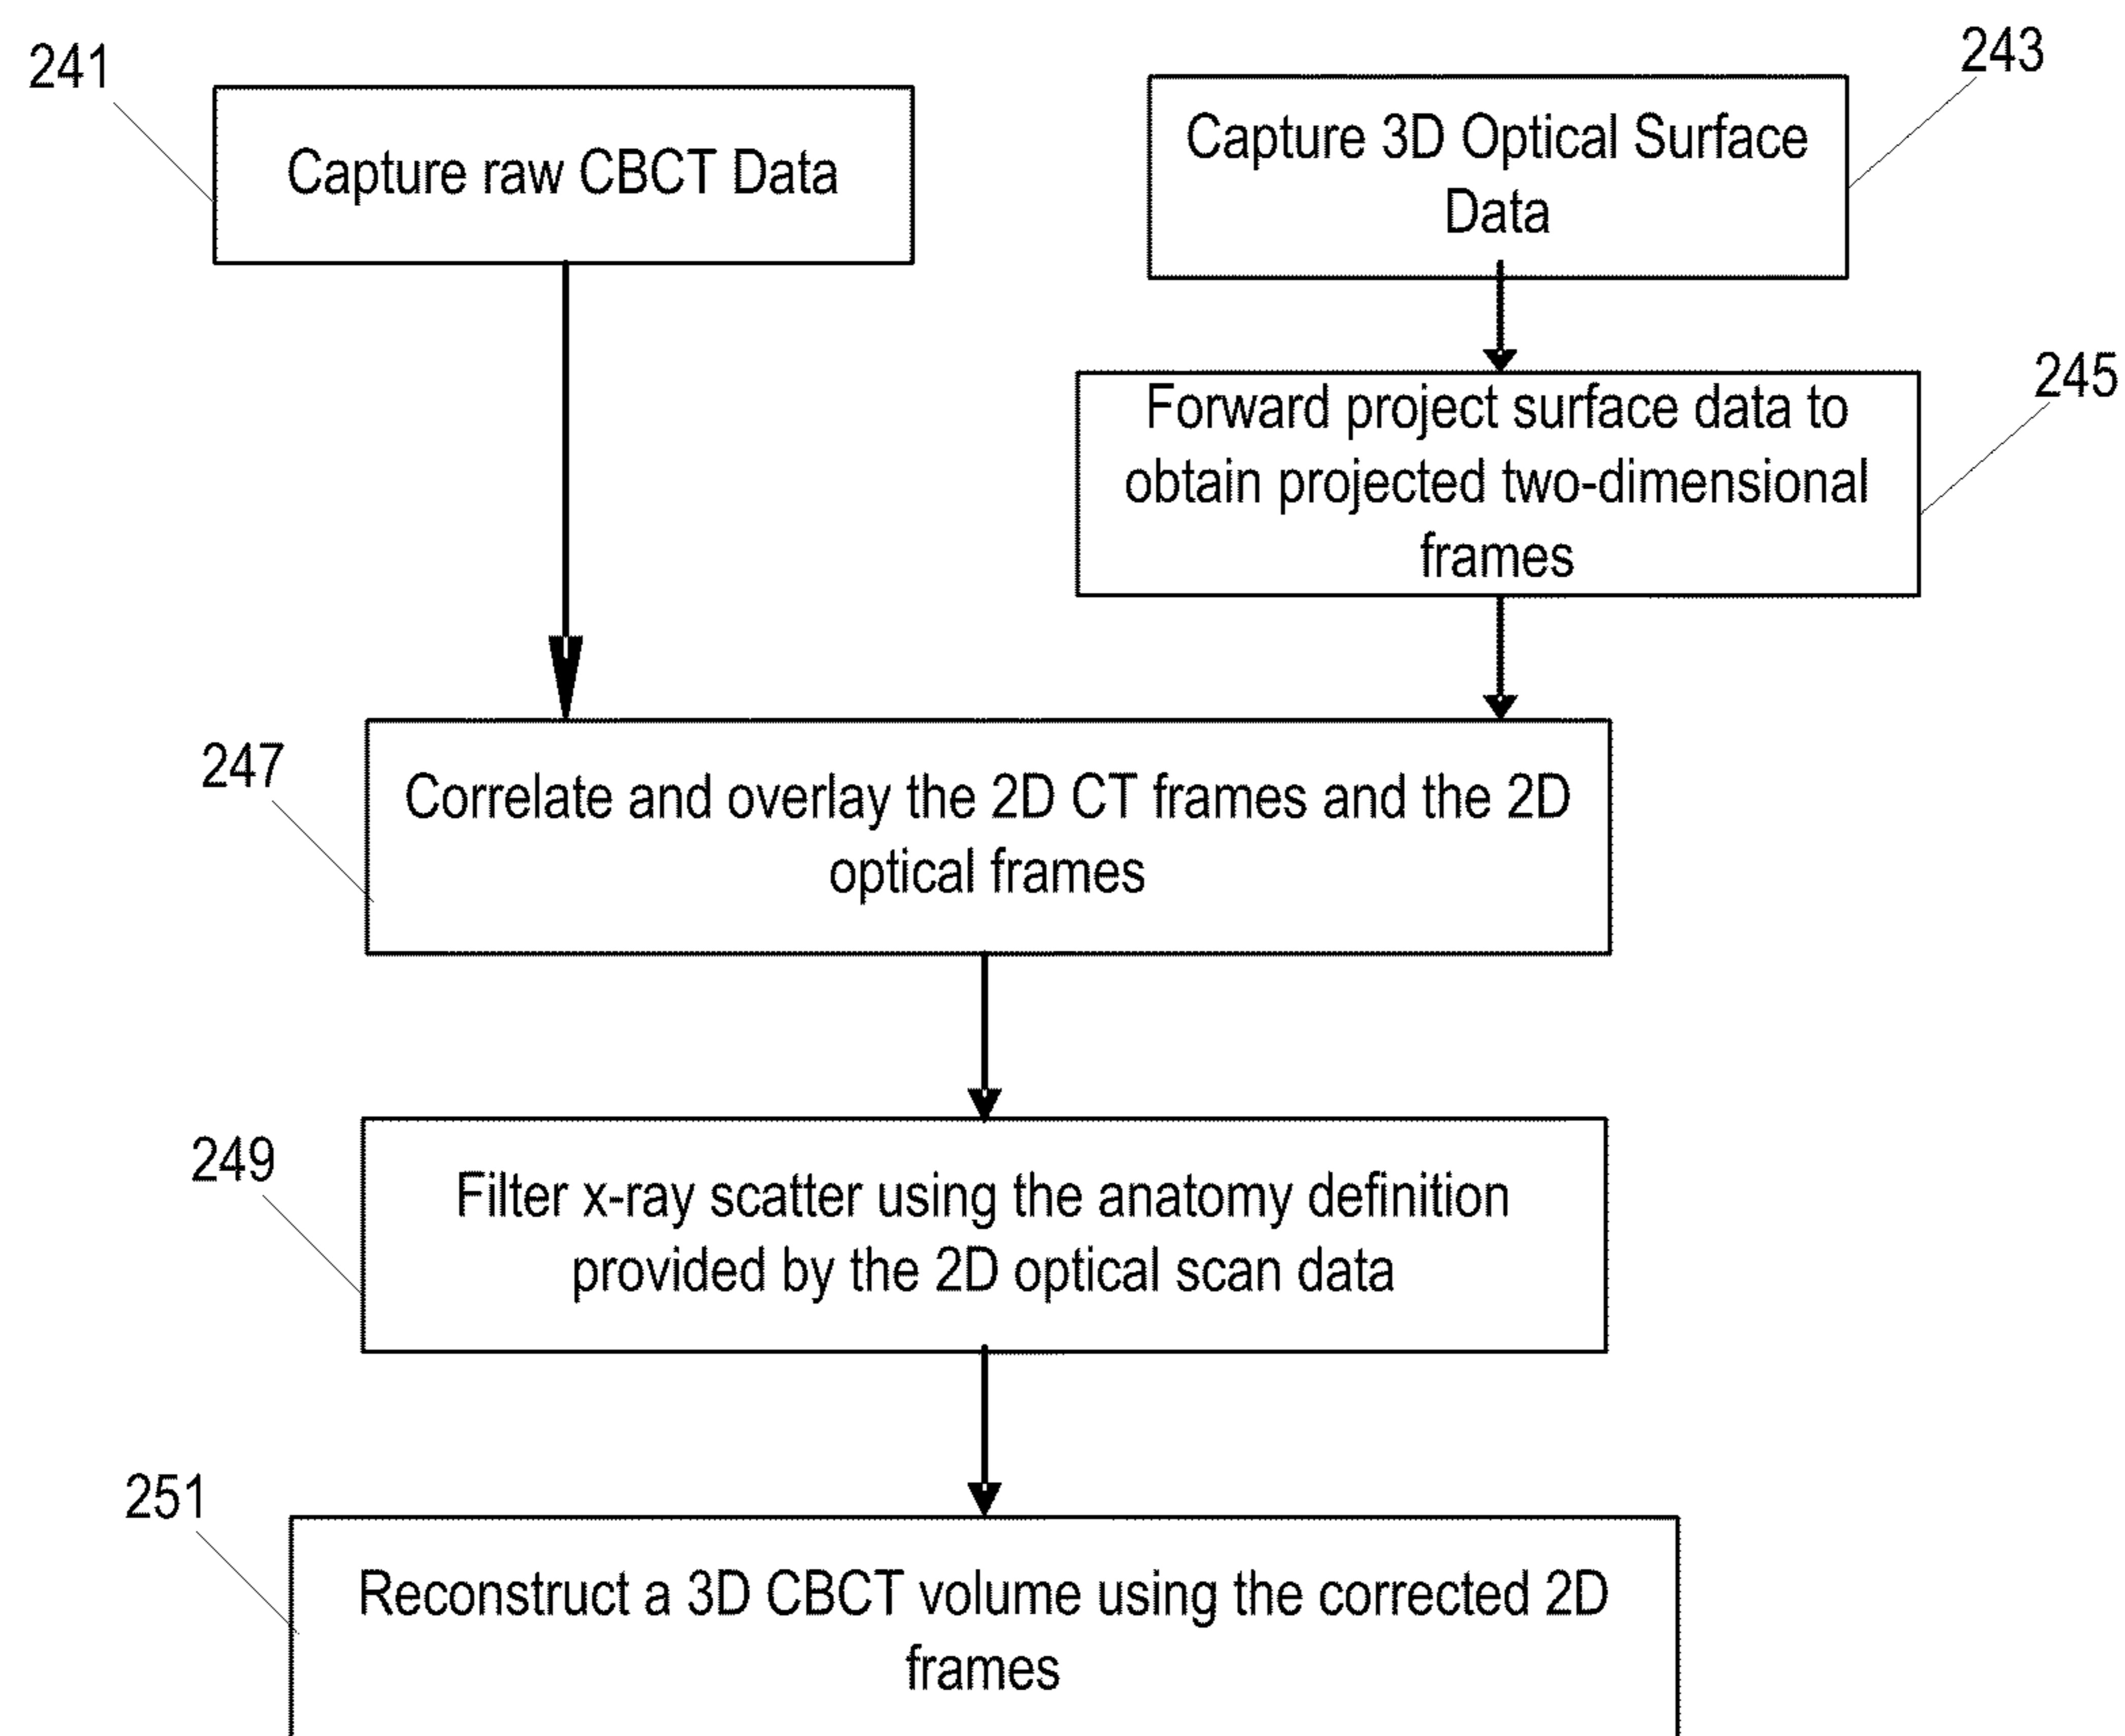 241
Capture raw CBCT Data
243
Capture 3D Optical Surface
Data
245
Forward project surface data to
obtain projected two-dimensional
frames
247
Correlate and overlay the 2D CT frames and the 2D
optical frames
249
Filter x-ray scatter using the anatomy definition
provided by the 2D optical scan data
251
Reconstruct a 3D CBCT volume using the corrected 2D
frames